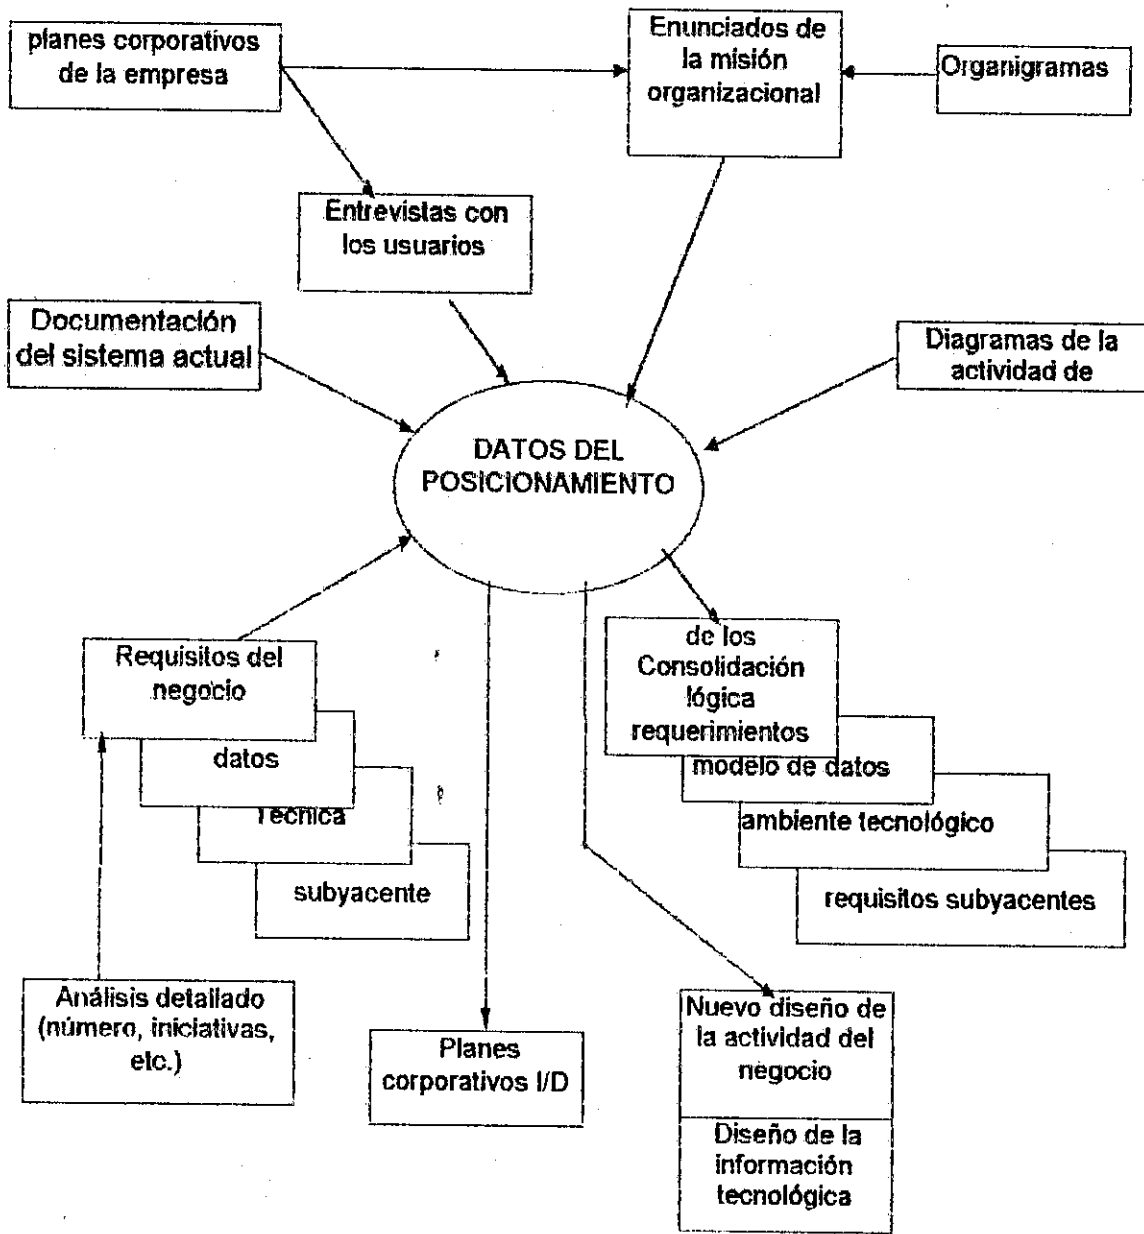 planes corporativos
de la empresa
Enunciados de
la misión
organizacional
Organigramas
Entrevistas con
los usuarios
Documentación
del sistema actual
Diagramas de la
actividad de
DATOS DEL
POSICIONAMIENTO
Requisitos del
negocio
datos
Técnica
subyacente
de los
Consolidación
lógica
requerimientos
modelo de datos
ambiente tecnológico
requisitos subyacentes
Análisis detallado
(número, iniciativas,
etc.)
Planes
corporativos I/D
Nuevo diseño de
la actividad del
negocio
Diseño de la
información
tecnológica